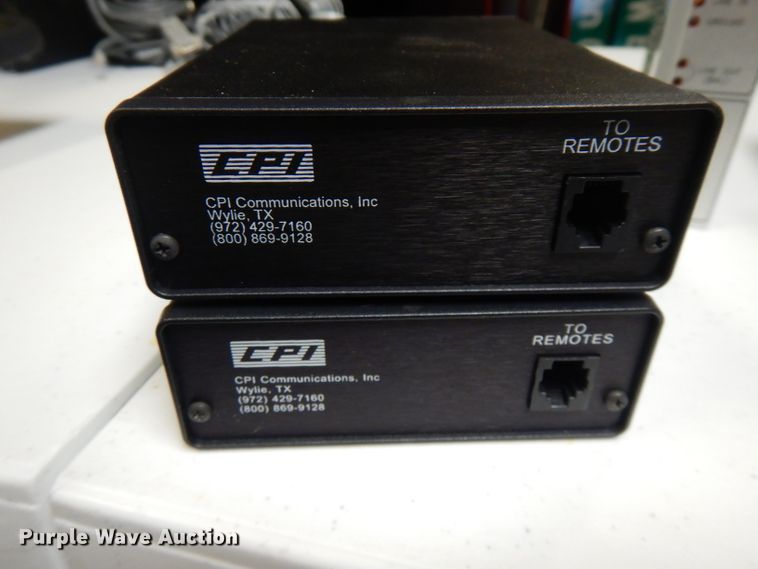 CPI
CPI Communications, Inc
Wylie, TX
(972) 429-7160
(800) 869-9128
TO
REMOTES
CPI
CPI Communications, Inc
Wylie, TX
(972) 429-7160
(800) 869-9128
TO
REMOTES
Purple Wave Auction